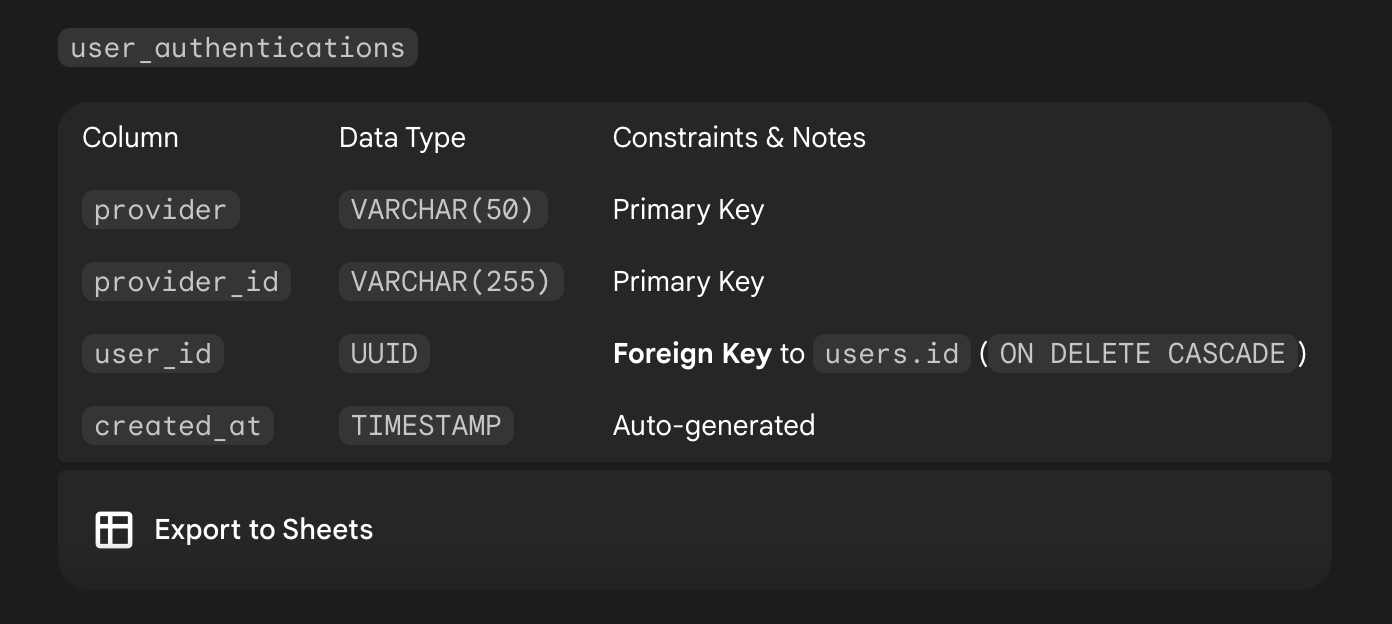 user_authentications
Column Data Type Constraints & Notes
provider VARCHAR(50) Primary Key
provider_id VARCHAR(255) Primary Key
user_id UUID Foreign Key to users.id (ON DELETE CASCADE)
created_at TIMESTAMP Auto-generated
Export to Sheets